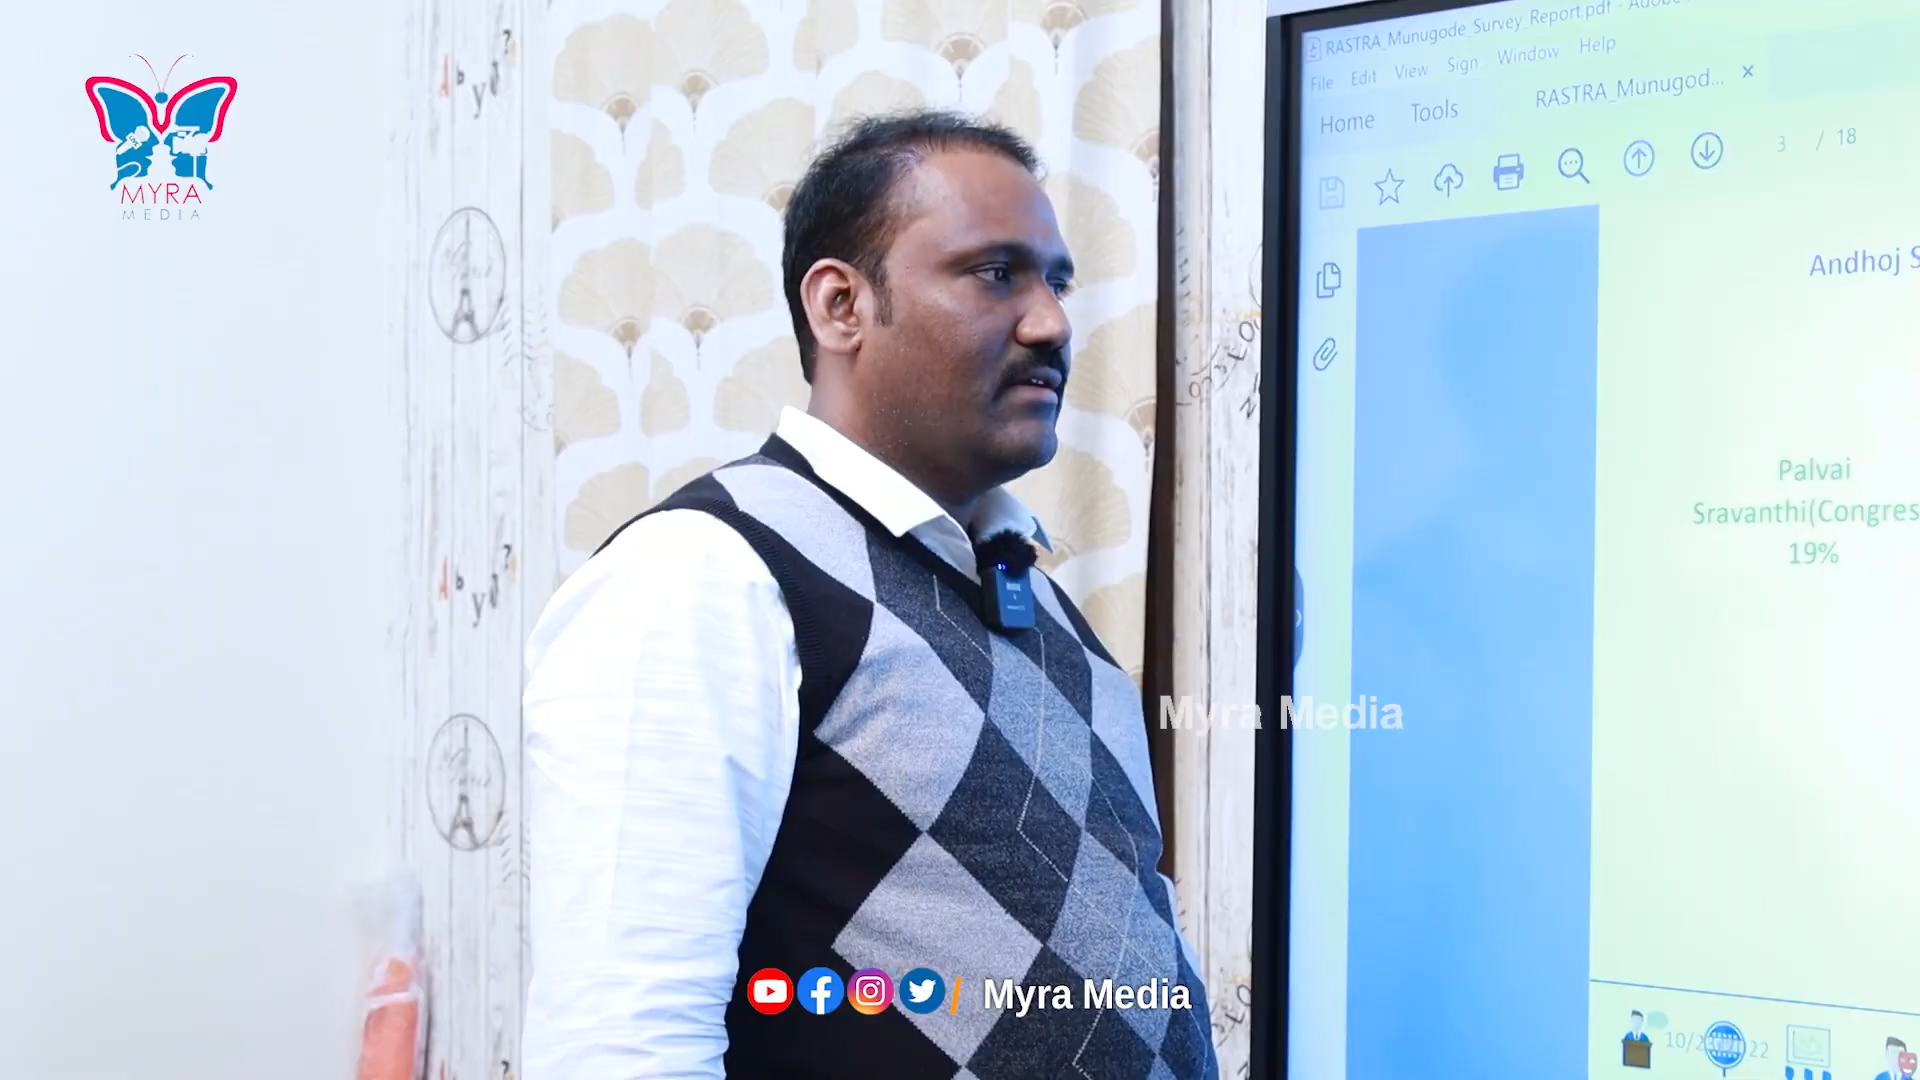 MYRA
MEDIA
RASTRA_Munugode_Survey_Report.pdf - Adobe
File Edit View Sign Window Help
Home Tools RASTRA_Munugod... ×
3 / 18
Andhoj S
Palvai
Sravanthi(Congres
19%
Myra Media
/ Myra Media